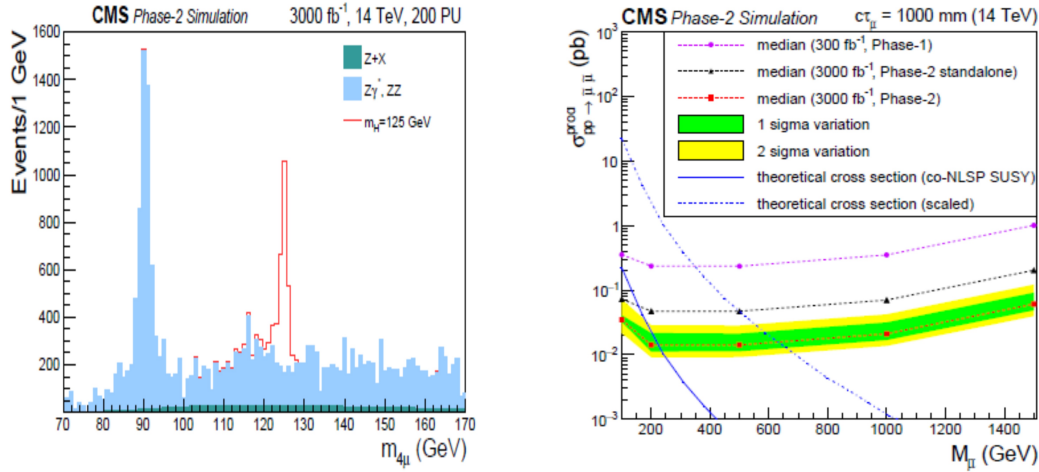 CMS Phase-2 Simulation 3000 fb⁻¹, 14 TeV, 200 PU
Events/1 GeV
1600
1400
1200
1000
800
600
400
200
Z+X
Zγ*, ZZ
m_H=125 GeV
70 80 90 100 110 120 130 140 150 160 170
m_4μ (GeV)
CMS Phase-2 Simulation cτ_μ̃ = 1000 mm (14 TeV)
σ^prod_pp → μ̃ μ̃ (pb)
10³
10²
10
1
10⁻¹
10⁻²
10⁻³
median (300 fb⁻¹, Phase-1)
median (3000 fb⁻¹, Phase-2 standalone)
median (3000 fb⁻¹, Phase-2)
1 sigma variation
2 sigma variation
theoretical cross section (co-NLSP SUSY)
theoretical cross section (scaled)
200 400 600 800 1000 1200 1400
M_μ̃ (GeV)